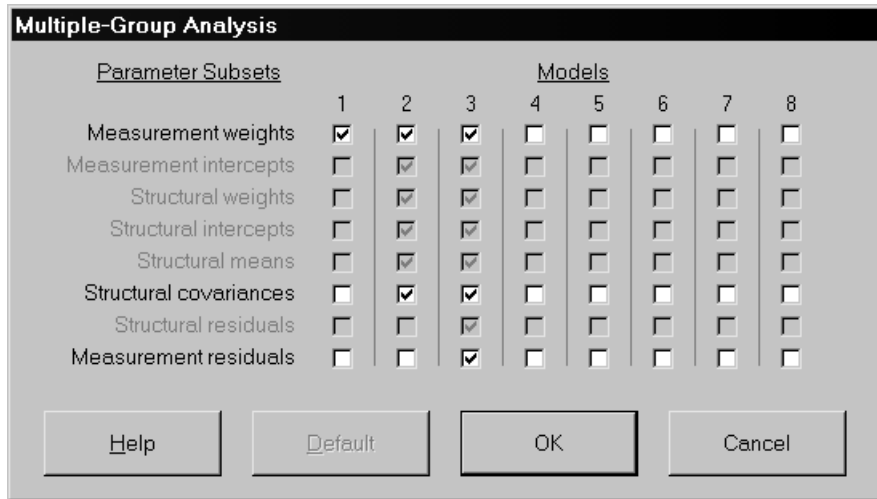 Multiple-Group Analysis
Parameter Subsets Models
1 2 3 4 5 6 7 8
Measurement weights
Measurement intercepts
Structural weights
Structural intercepts
Structural means
Structural covariances
Structural residuals
Measurement residuals
Help Default OK Cancel